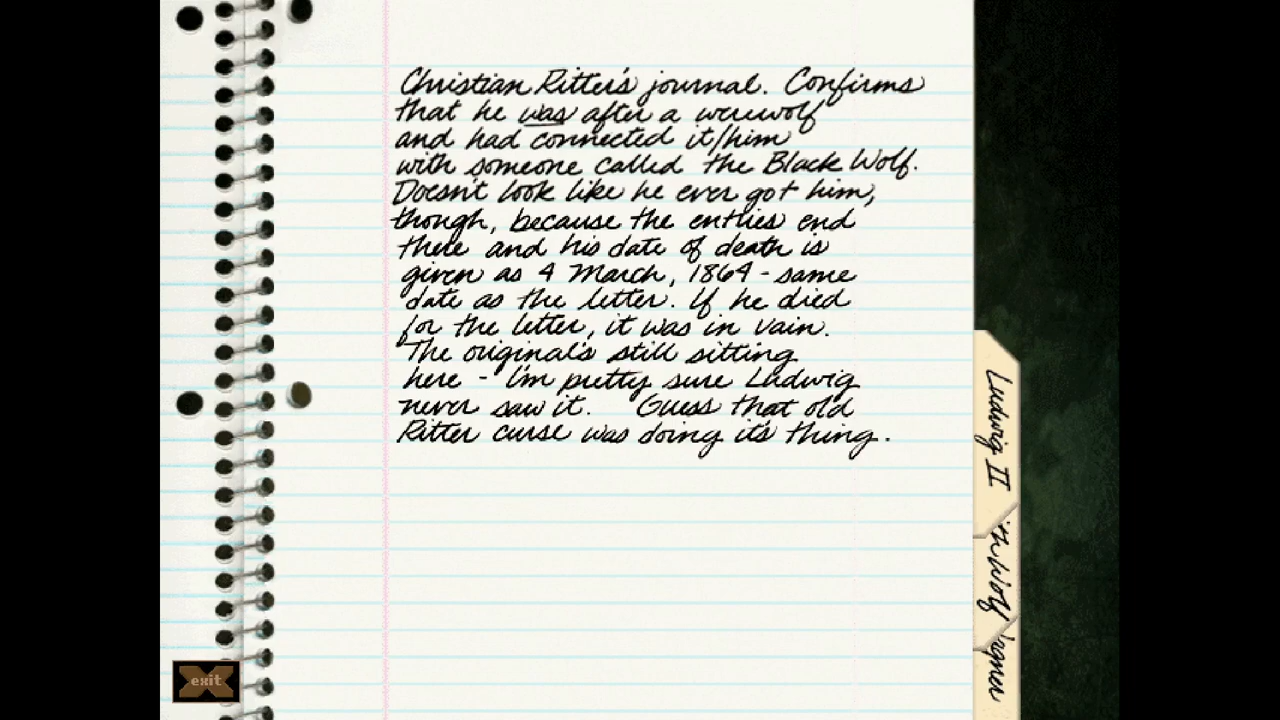 Christian Ritter's journal. Confirms
that he was after a werewolf
and had connected it/him
with someone called the Black Wolf.
Doesn't look like he ever got him,
though, because the entries end
there and his date of death is
given as 4 March, 1864 - same
date as the letter. If he died
for the letter, it was in vain.
The original's still sitting
here - I'm pretty sure Ludwig
never saw it. Guess that old
Ritter curse was doing it's thing.
Ludwig II
Wolf
exit